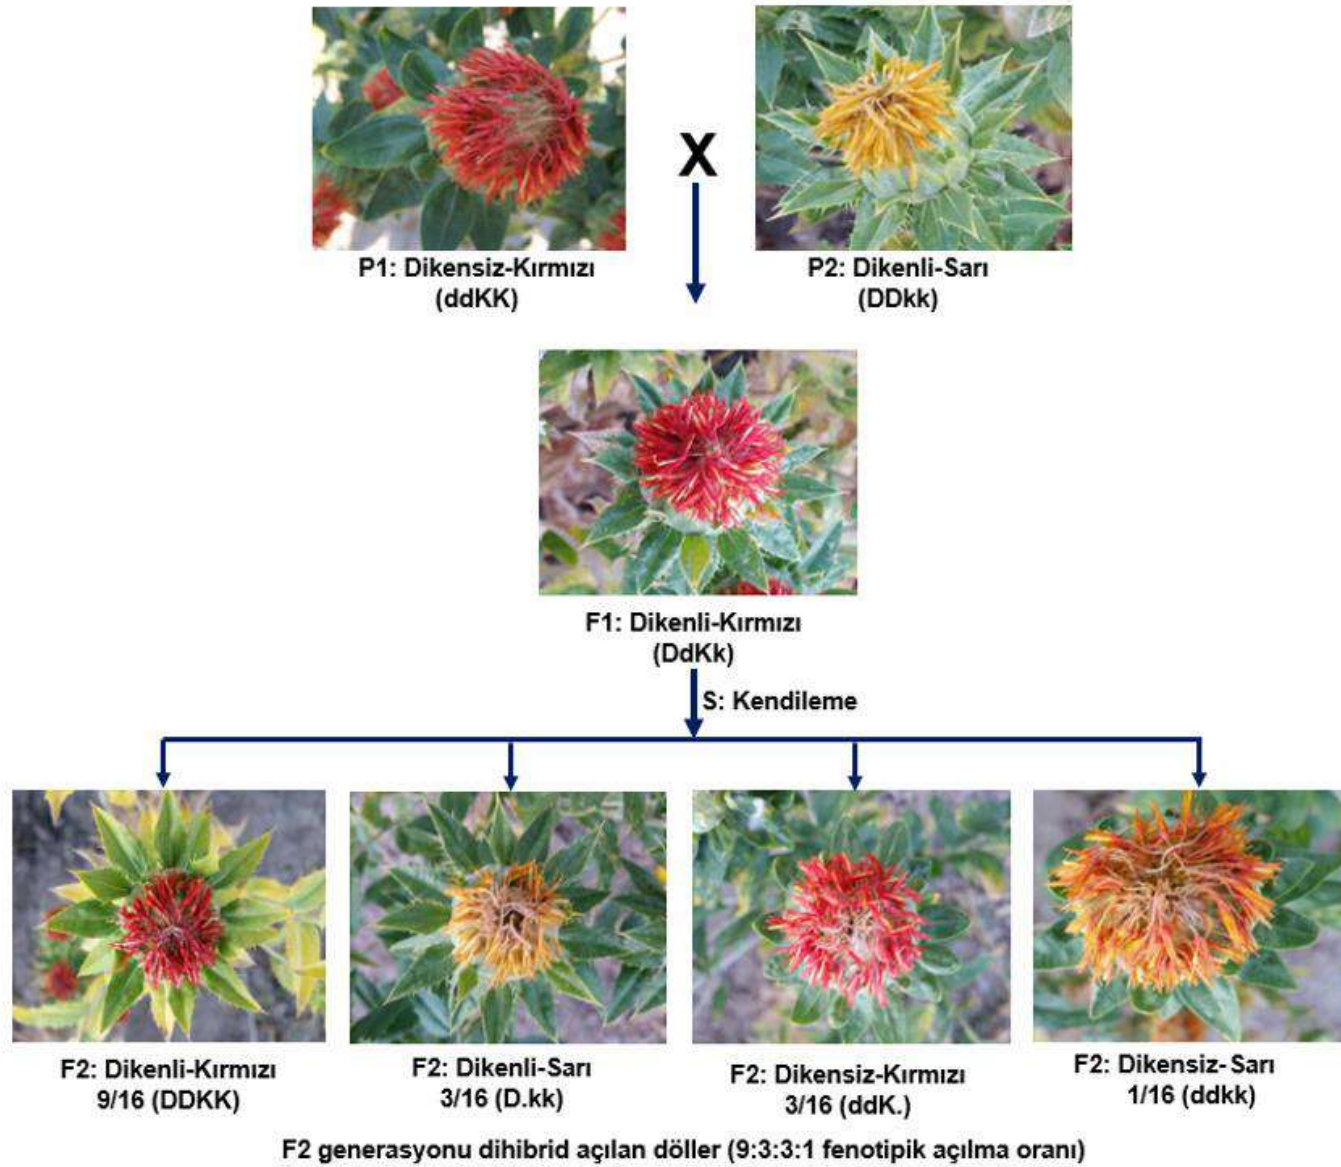 X
P1: Dikensiz-Kırmızı
(ddKK)
P2: Dikenli-Sarı
(DDkk)
F1: Dikenli-Kırmızı
(DdKk)
S: Kendileme
F2: Dikenli-Kırmızı
9/16 (DDKK)
F2: Dikenli-Sarı
3/16 (D.kk)
F2: Dikensiz-Kırmızı
3/16 (ddK.)
F2: Dikensiz-Sarı
1/16 (ddkk)
F2 generasyonu dihibrid açılan döller (9:3:3:1 fenotipik açılma oranı)